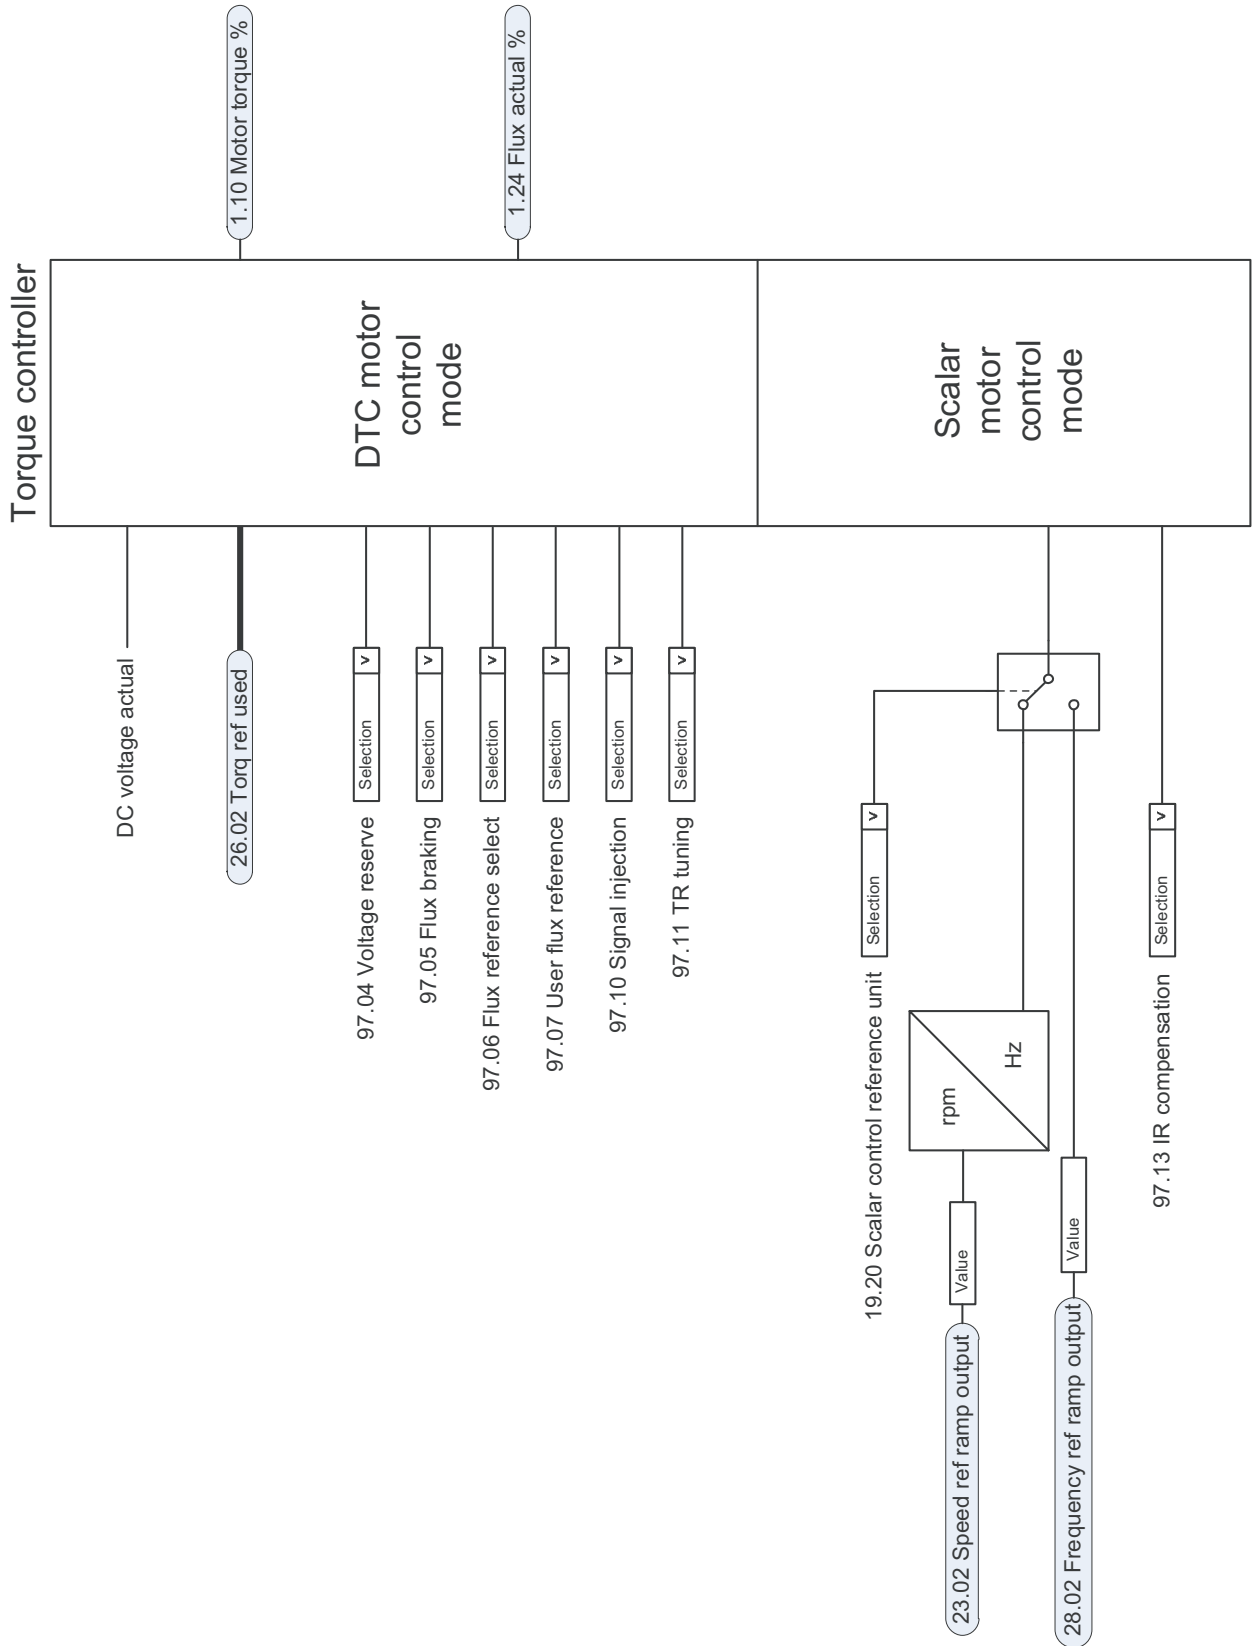 Torque controller
DC voltage actual
26.02 Torq ref used
1.10 Motor torque %
DTC motor
control
mode
97.04 Voltage reserve
Selection
v
97.05 Flux braking
Selection
v
97.06 Flux reference select
Selection
v
1.24 Flux actual %
97.07 User flux reference
Selection
v
97.10 Signal injection
Selection
v
97.11 TR tuning
Selection
v
19.20 Scalar control reference unit
Selection
v
Scalar
motor
control
mode
23.02 Speed ref ramp output
Value
rpm
Hz
28.02 Frequency ref ramp output
Value
97.13 IR compensation
Selection
v